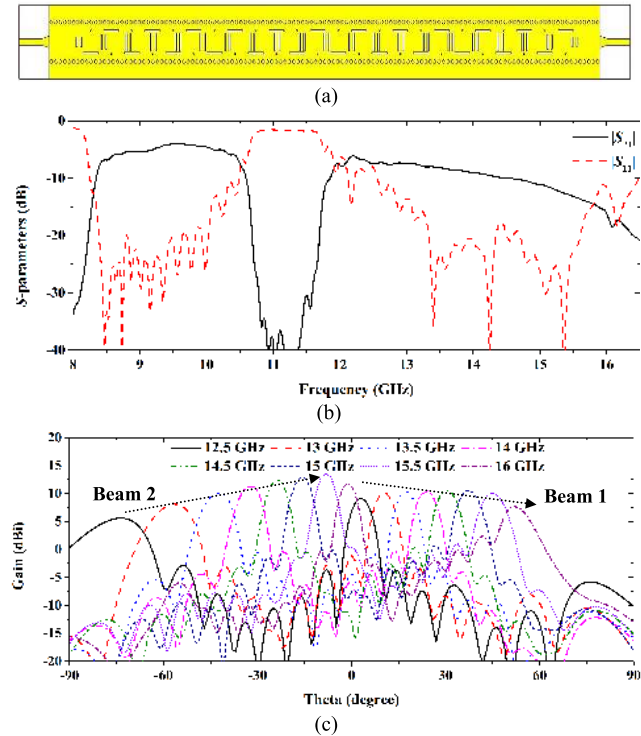 (a)
0
-10
-20
-30
-40
S-parameters (dB)
|S₁₁|
8
9
10
11
12
13
14
15
16
Frequency (GHz)
(b)
12.5 GHz
13 GHz
13.5 GHz
14 GHz
14.5 GHz
15 GHz
15.5 GHz
16 GHz
Beam 2
Beam 1
25
20
15
10
5
0
-5
-10
-15
-20
Gain (dBi)
-90
-60
-30
0
30
60
90
Theta (degree)
(c)